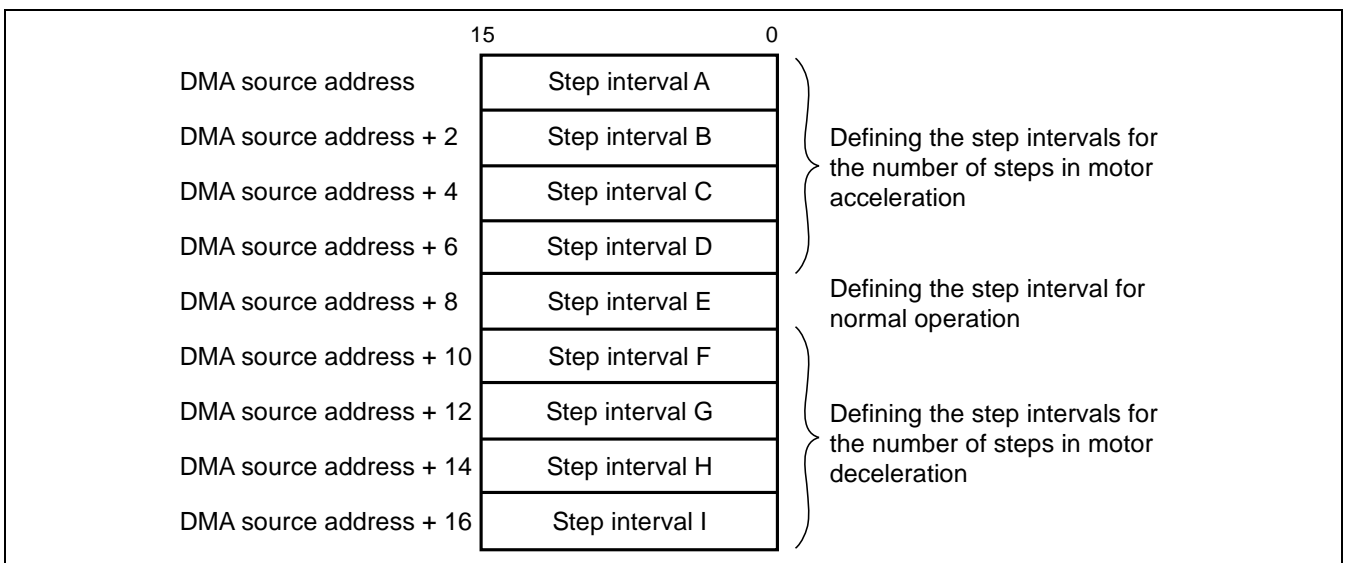 15 0
DMA source address Step interval A
DMA source address + 2 Step interval B
DMA source address + 4 Step interval C
DMA source address + 6 Step interval D
DMA source address + 8 Step interval E
DMA source address + 10 Step interval F
DMA source address + 12 Step interval G
DMA source address + 14 Step interval H
DMA source address + 16 Step interval I
Defining the step intervals for
the number of steps in motor
acceleration
Defining the step interval for
normal operation
Defining the step intervals for
the number of steps in motor
deceleration